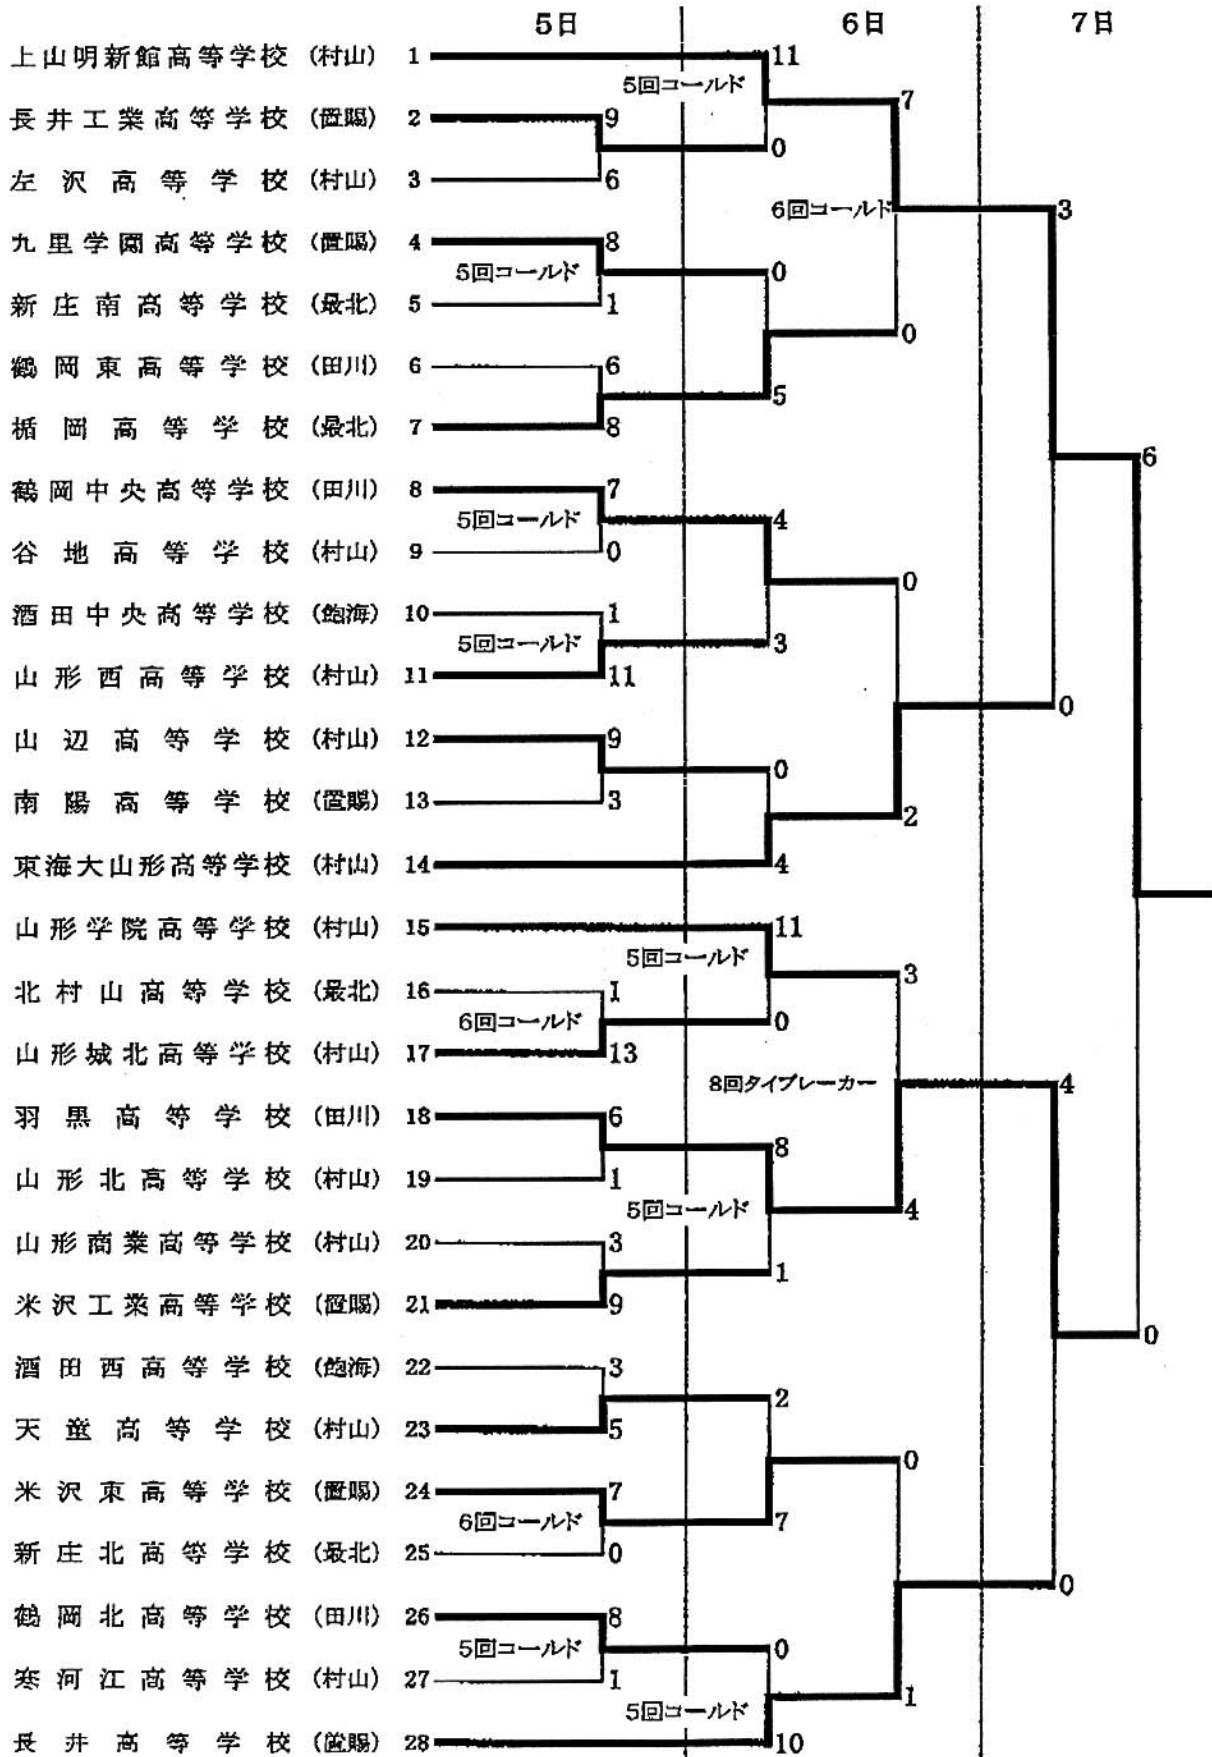 5日 6日 7日
上山明新館高等学校 (村山) 1 11
5回コールド
7
長井工業高等学校 (置賜) 2 9
0
左沢高等学校 (村山) 3 6
6回コールド 3
九里学園高等学校 (置賜) 4 8
5回コールド 0
新庄南高等学校 (最北) 5 1
0
鶴岡東高等学校 (田川) 6 6
5
楯岡高等学校 (最北) 7 8
6
鶴岡中央高等学校 (田川) 8 7
5回コールド 4
谷地高等学校 (村山) 9 0
0
酒田中央高等学校 (飽海) 10 1
5回コールド 3
山形西高等学校 (村山) 11 11
0
山辺高等学校 (村山) 12 9
0
南陽高等学校 (置賜) 13 3
2
東海大山形高等学校 (村山) 14 4
山形学院高等学校 (村山) 15 11
5回コールド
3
北村山高等学校 (最北) 16 1
6回コールド 0
山形城北高等学校 (村山) 17 13
8回タイブレーカー 4
羽黒高等学校 (田川) 18 6
8
山形北高等学校 (村山) 19 1
5回コールド 4
山形商業高等学校 (村山) 20 3
1
米沢工業高等学校 (置賜) 21 9
0
酒田西高等学校 (飽海) 22 3
2
天童高等学校 (村山) 23 5
0
米沢東高等学校 (置賜) 24 7
6回コールド 7
新庄北高等学校 (最北) 25 0
0
鶴岡北高等学校 (田川) 26 8
5回コールド 0
寒河江高等学校 (村山) 27 1
1
5回コールド
長井高等学校 (置賜) 28 10